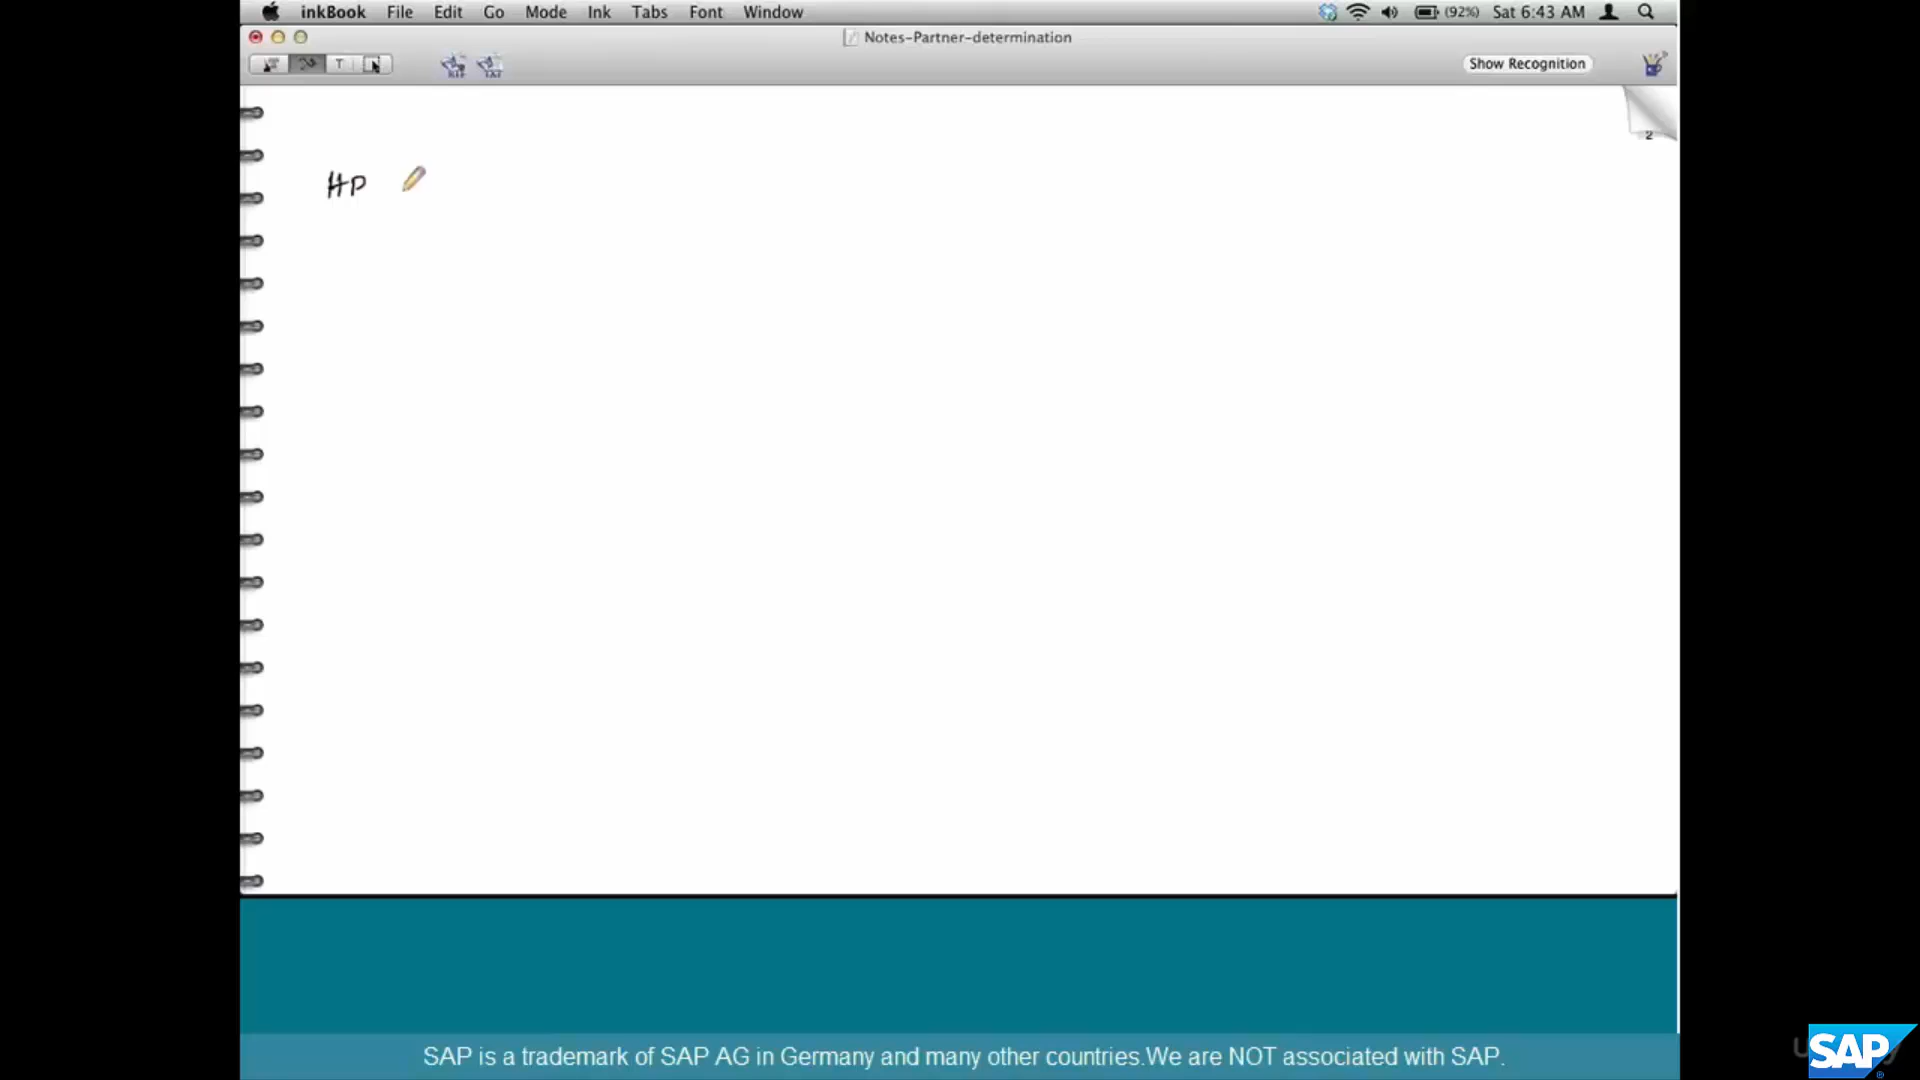 inkBook File Edit Go Mode Ink Tabs Font Window (92%) Sat 6:43 AM
Notes-Partner-determination
T Show Recognition
2
HP
SAP is a trademark of SAP AG in Germany and many other countries.We are NOT associated with SAP.
SAP